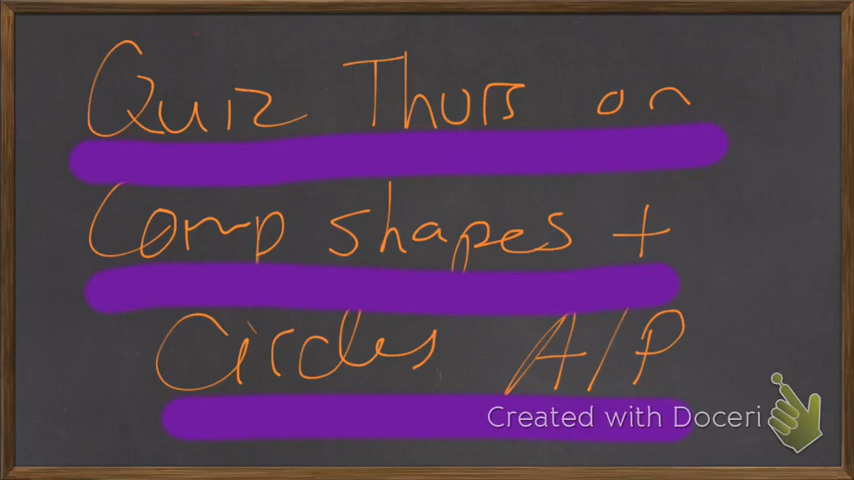 Quiz Thurs on
Comp shapes +
Circles A/P
Created with Doceri